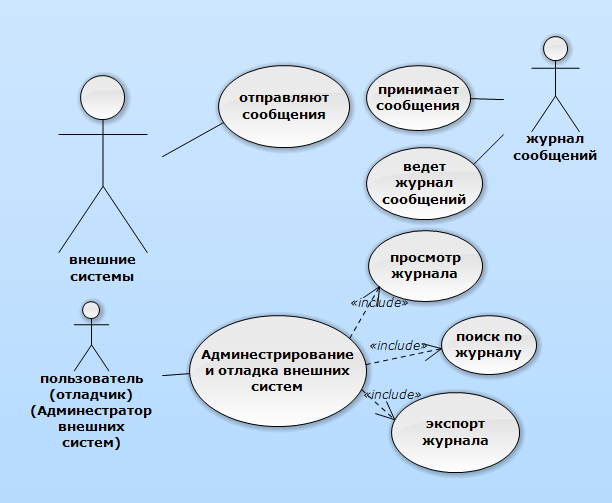 отправляют
сообщения
принимает
сообщения
журнал
сообщений
ведет
журнал
сообщений
внешние
системы
просмотр
журнала
«include»
пользователь
(отладчик)
(Админестратор
внешних
систем)
Админестрирование
и отладка внешних
систем
«include»
поиск по
журналу
«include»
экспорт
журнала